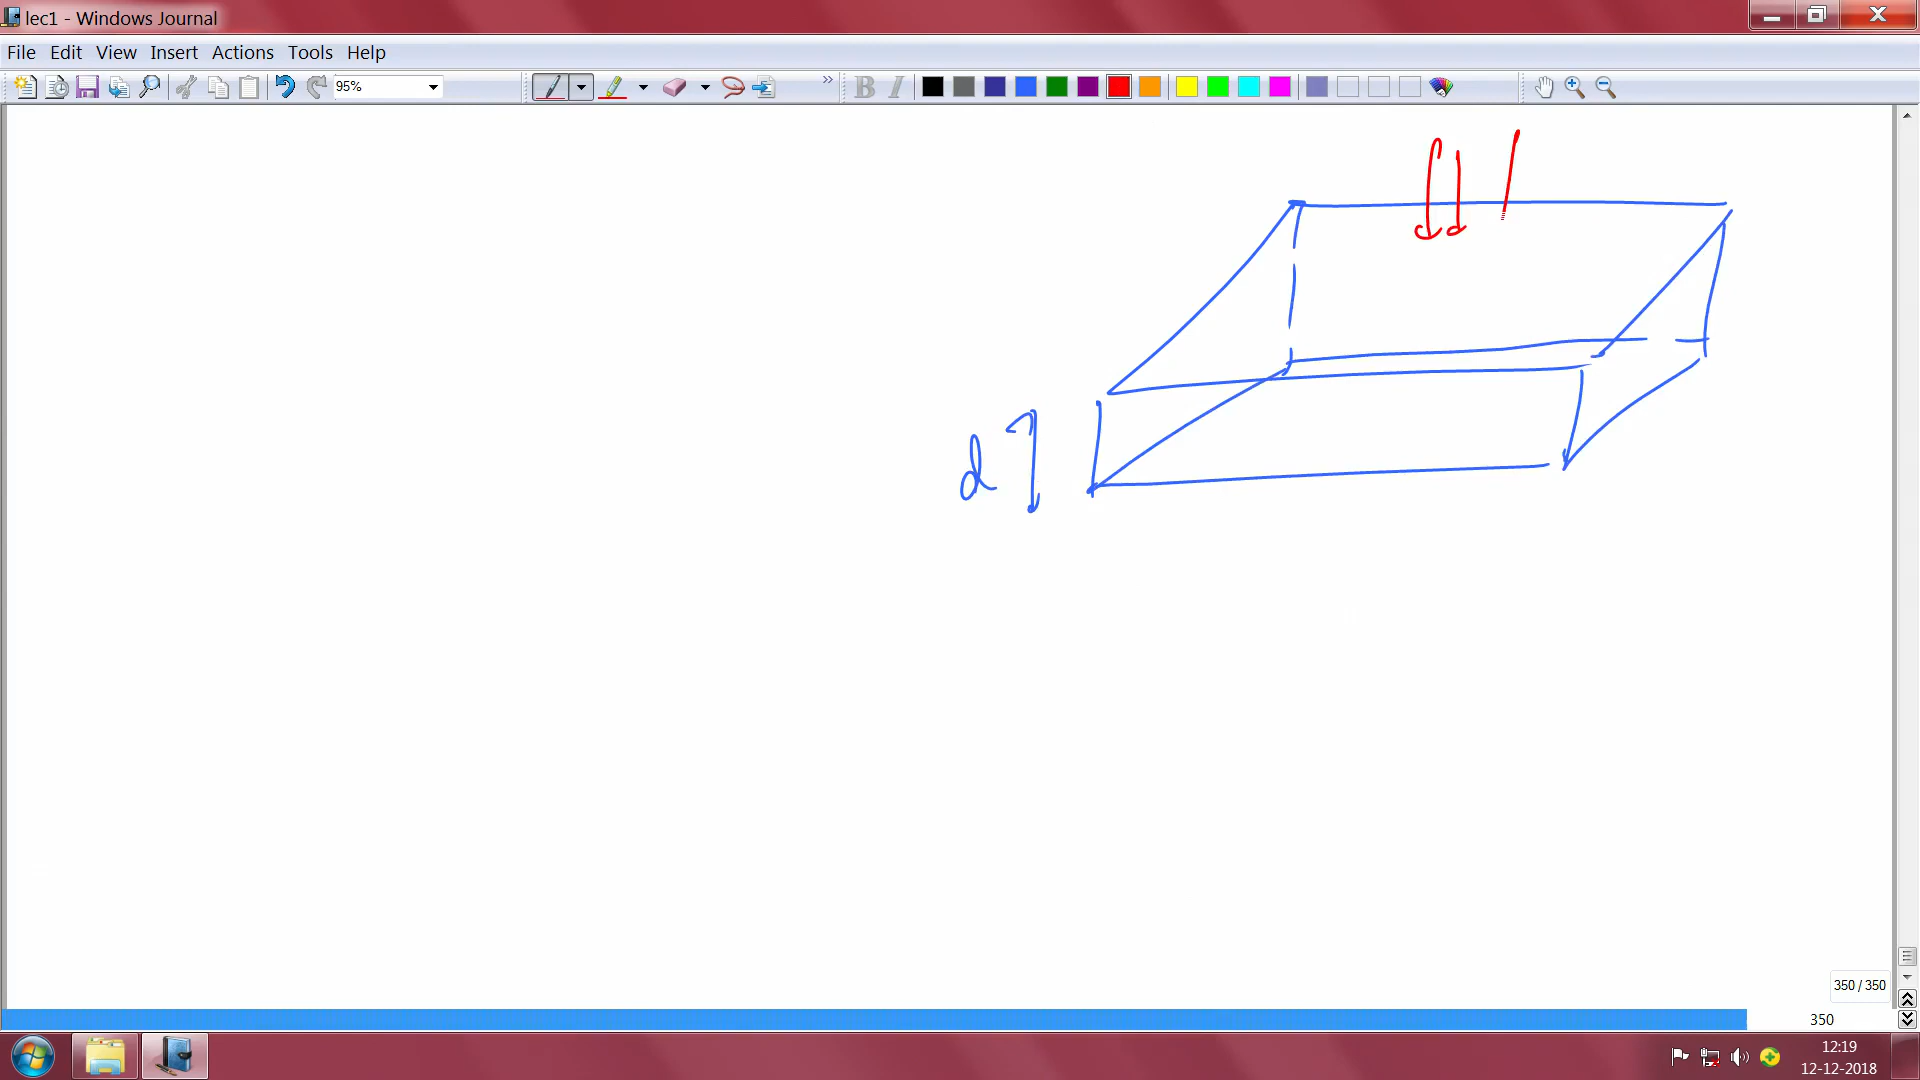 lec1 - Windows Journal
File Edit View Insert Actions Tools Help
95% B I
d
350 / 350
350
12:19
12-12-2018